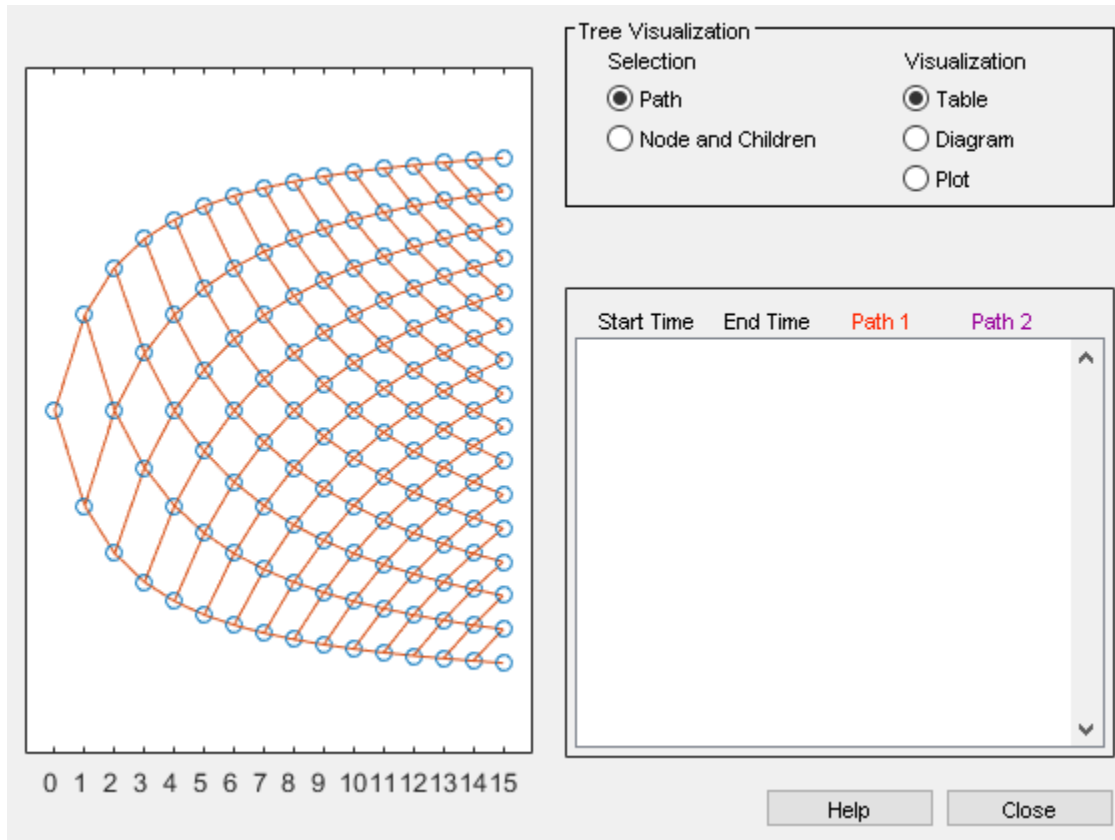 Tree Visualization
Selection
Visualization
Path
Table
Node and Children
Diagram
Plot
Start Time End Time Path 1 Path 2
0 1 2 3 4 5 6 7 8 9 10 11 12 13 14 15
Help
Close